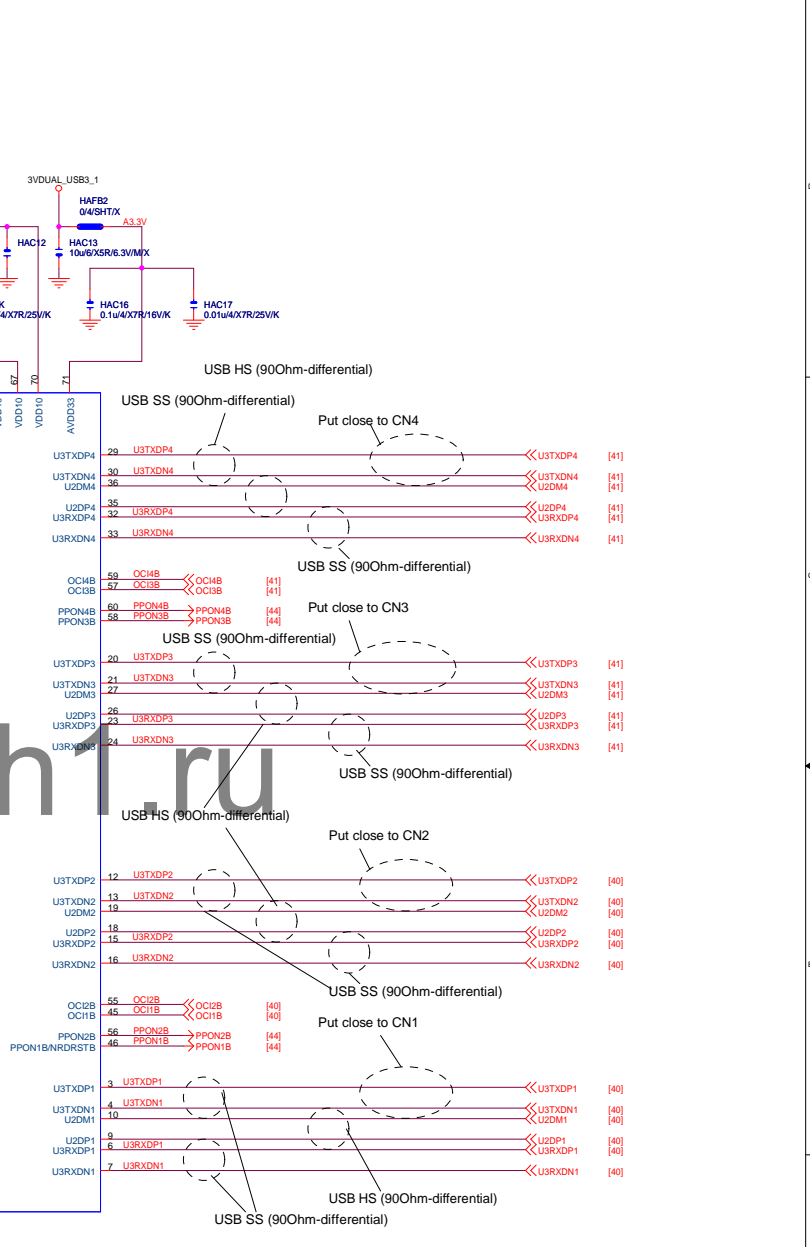 3VDUAL_USB3_1
HAFB2
0/4/SHT/X
A3.3V
HAC12
HAC13
10u/6/X5R/6.3V/M/X
K
4/X7R/25V/K
HAC16
0.1u/4/X7R/16V/K
HAC17
0.01u/4/X7R/25V/K
67
70
71
VDD10
VDD10
AVDD33
USB HS (90Ohm-differential)
USB SS (90Ohm-differential)
Put close to CN4
U3TXDP4 29 U3TXDP4 U3TXDP4 [41]
U3TXDN4 30 U3TXDN4 U3TXDN4 [41]
U2DM4 36 U2DM4 [41]
U2DP4 35 U2DP4 [41]
U3RXDP4 32 U3RXDP4 U3RXDP4 [41]
U3RXDN4 33 U3RXDN4 U3RXDN4 [41]
USB SS (90Ohm-differential)
OCI4B 59 OCI4B OCI4B [41]
OCI3B 57 OCI3B OCI3B [41]
PPON4B 60 PPON4B PPON4B [44]
PPON3B 58 PPON3B PPON3B [44]
Put close to CN3
USB SS (90Ohm-differential)
U3TXDP3 20 U3TXDP3 U3TXDP3 [41]
U3TXDN3 21 U3TXDN3 U3TXDN3 [41]
U2DM3 27 U2DM3 [41]
U2DP3 26 U2DP3 [41]
U3RXDP3 23 U3RXDP3 U3RXDP3 [41]
U3RXDN3 24 U3RXDN3 U3RXDN3 [41]
h1.ru
USB SS (90Ohm-differential)
USB HS (90Ohm-differential)
Put close to CN2
U3TXDP2 12 U3TXDP2 U3TXDP2 [40]
U3TXDN2 13 U3TXDN2 U3TXDN2 [40]
U2DM2 19 U2DM2 [40]
U2DP2 18 U2DP2 [40]
U3RXDP2 15 U3RXDP2 U3RXDP2 [40]
U3RXDN2 16 U3RXDN2 U3RXDN2 [40]
USB SS (90Ohm-differential)
OCI2B 55 OCI2B OCI2B [40]
OCI1B 45 OCI1B OCI1B [40]
Put close to CN1
PPON2B 56 PPON2B PPON2B [44]
PPON1B/NRDRSTB 46 PPON1B PPON1B [44]
U3TXDP1 3 U3TXDP1 U3TXDP1 [40]
U3TXDN1 4 U3TXDN1 U3TXDN1 [40]
U2DM1 10 U2DM1 [40]
U2DP1 9 U2DP1 [40]
U3RXDP1 6 U3RXDP1 U3RXDP1 [40]
U3RXDN1 7 U3RXDN1 U3RXDN1 [40]
USB HS (90Ohm-differential)
USB SS (90Ohm-differential)